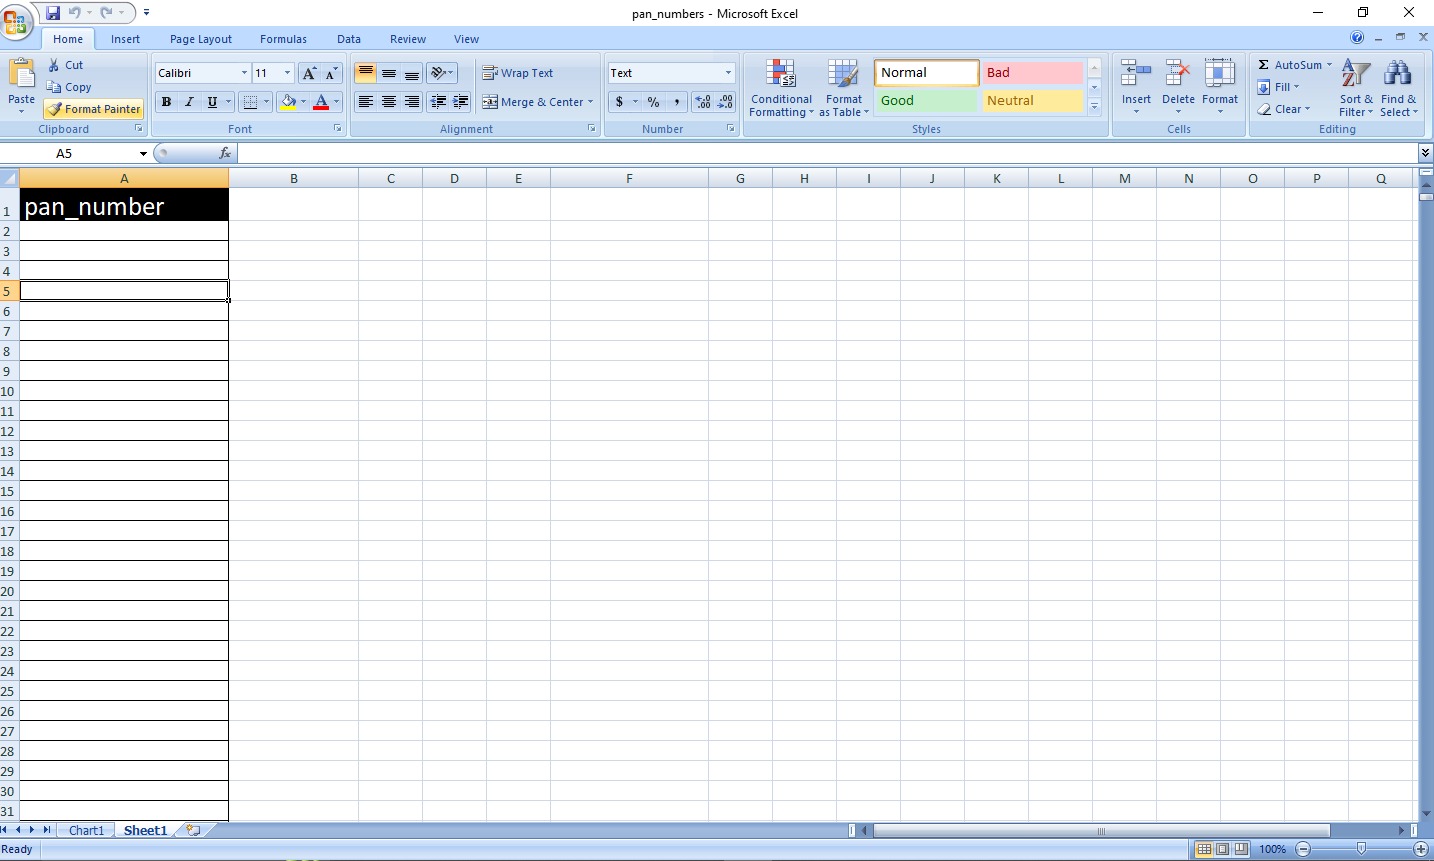 pan_numbers - Microsoft Excel
Home Insert Page Layout Formulas Data Review View
Paste
Cut
Copy
Format Painter
Clipboard
Calibri 11
B I U
Font
Wrap Text
Merge & Center
Alignment
Text
$ % ,
Number
Conditional Formatting
Format as Table
Normal Bad
Good Neutral
Styles
Insert Delete Format
Cells
Σ AutoSum
Fill
Clear
Sort & Filter
Find & Select
Editing
A5 fx
A B C D E F G H I J K L M N O P Q
1 pan_number
2
3
4
5
6
7
8
9
10
11
12
13
14
15
16
17
18
19
20
21
22
23
24
25
26
27
28
29
30
31
Chart1 Sheet1
Ready 100%